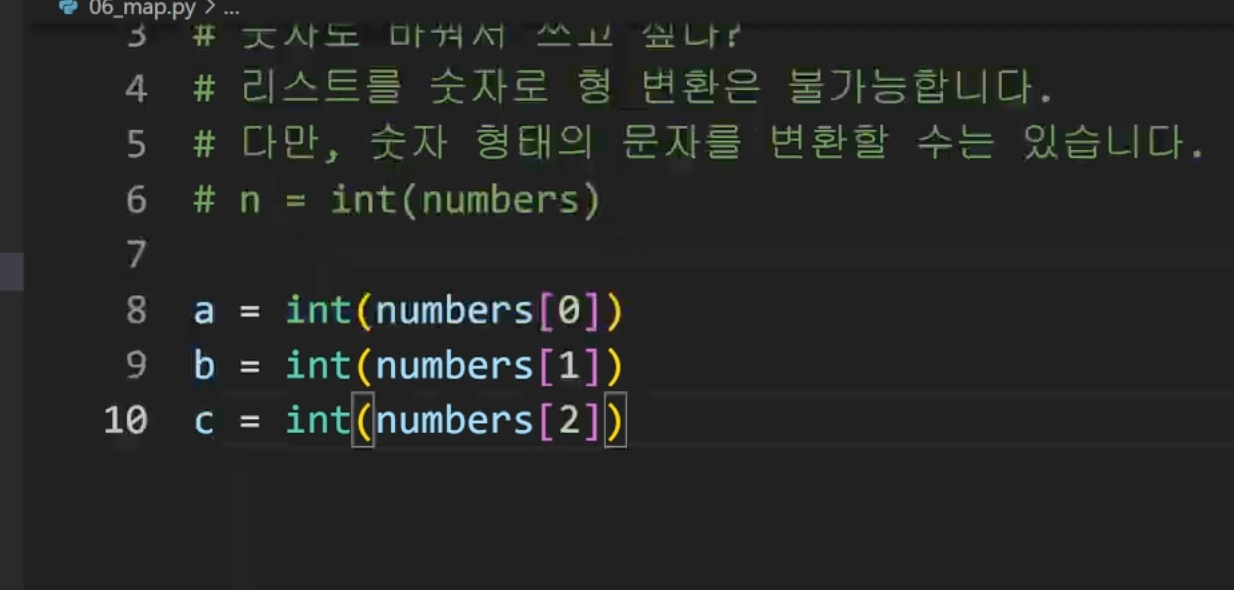 06_map.py > ...
3 # 숫자로 바꿔서 쓰고 싶다?
4 # 리스트를 숫자로 형 변환은 불가능합니다.
5 # 다만, 숫자 형태의 문자를 변환할 수는 있습니다.
6 # n = int(numbers)
7
8 a = int(numbers[0])
9 b = int(numbers[1])
10 c = int(numbers[2])